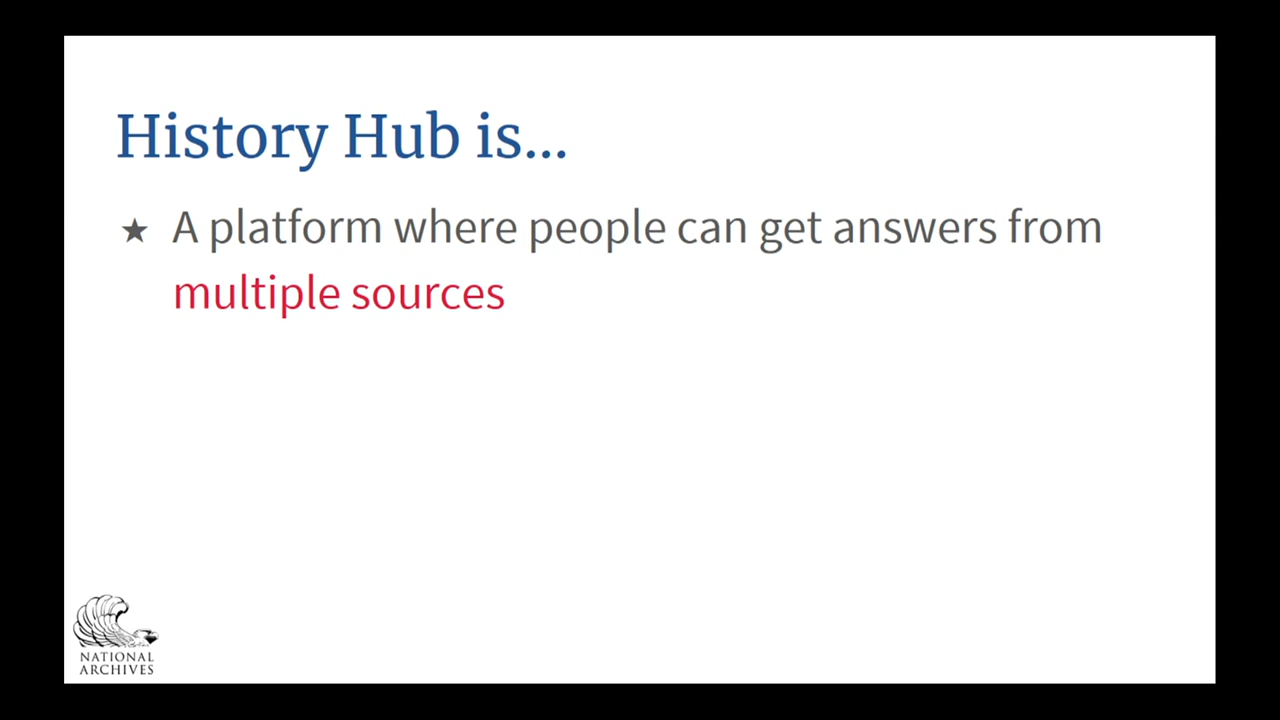 History Hub is...
★ A platform where people can get answers from
multiple sources
NATIONAL
ARCHIVES